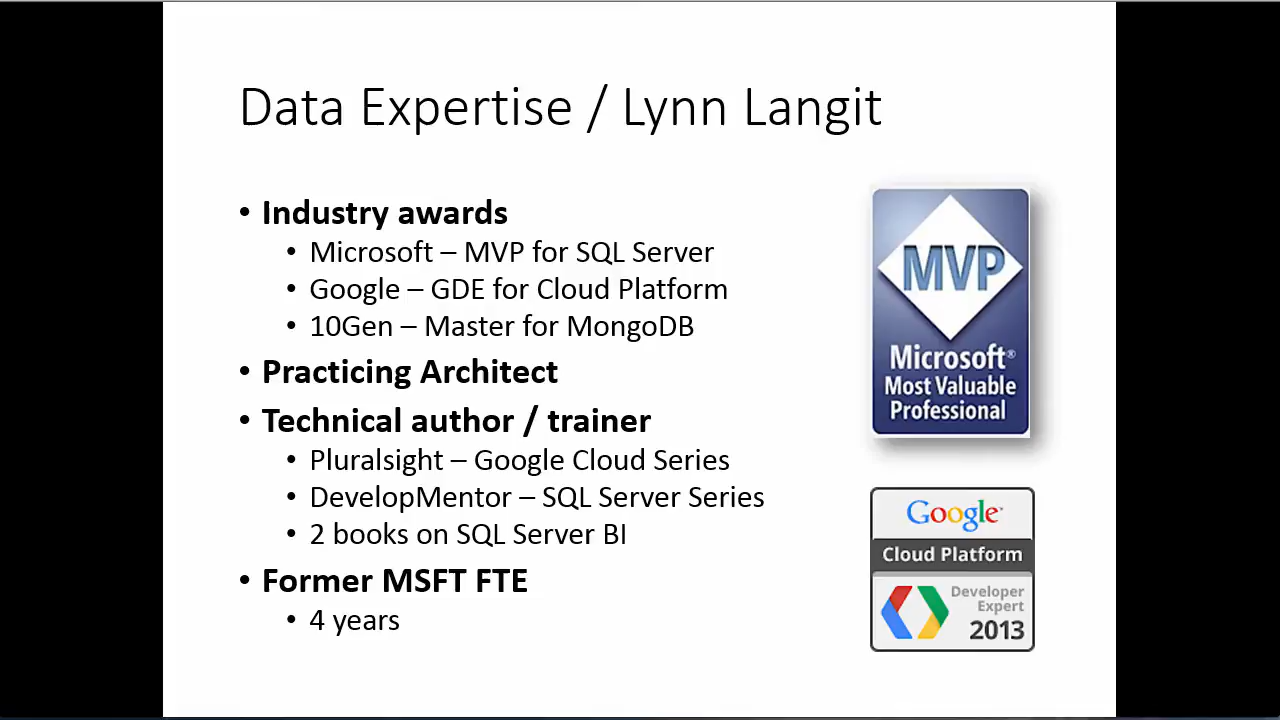 Data Expertise / Lynn Langit
• Industry awards
• Microsoft – MVP for SQL Server
• Google – GDE for Cloud Platform
• 10Gen – Master for MongoDB
• Practicing Architect
• Technical author / trainer
• Pluralsight – Google Cloud Series
• DevelopMentor – SQL Server Series
• 2 books on SQL Server BI
• Former MSFT FTE
• 4 years
MVP
Microsoft®
Most Valuable
Professional
Google™
Cloud Platform
Developer
Expert
2013